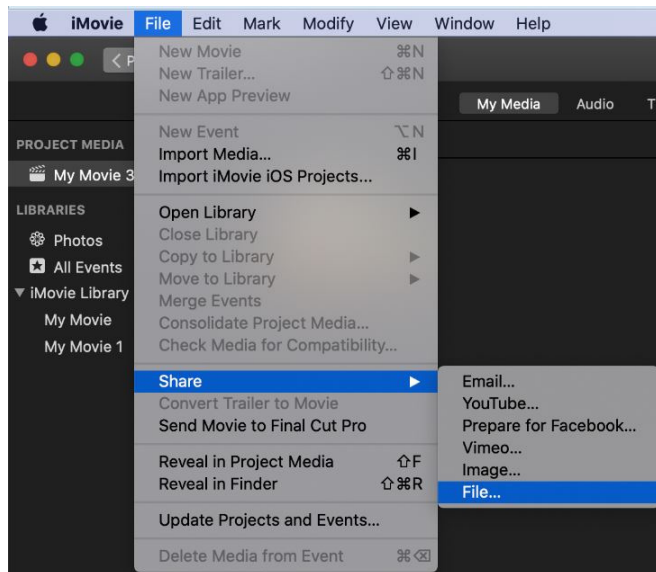 iMovie File Edit Mark Modify View Window Help
New Movie ⌘N
New Trailer... ⇧⌘N
New App Preview
My Media Audio T
New Event ⌥N
PROJECT MEDIA
Import Media... ⌘I
My Movie 3
Import iMovie iOS Projects...
LIBRARIES
Open Library
Photos
Close Library
Copy to Library
All Events
Move to Library
iMovie Library
Merge Events
My Movie
Consolidate Project Media...
My Movie 1
Check Media for Compatibility...
Share
Convert Trailer to Movie
Send Movie to Final Cut Pro
Reveal in Project Media ⇧F
Reveal in Finder ⇧⌘R
Update Projects and Events...
Delete Media from Event ⌘⌫
Email...
YouTube...
Prepare for Facebook...
Vimeo...
Image...
File...